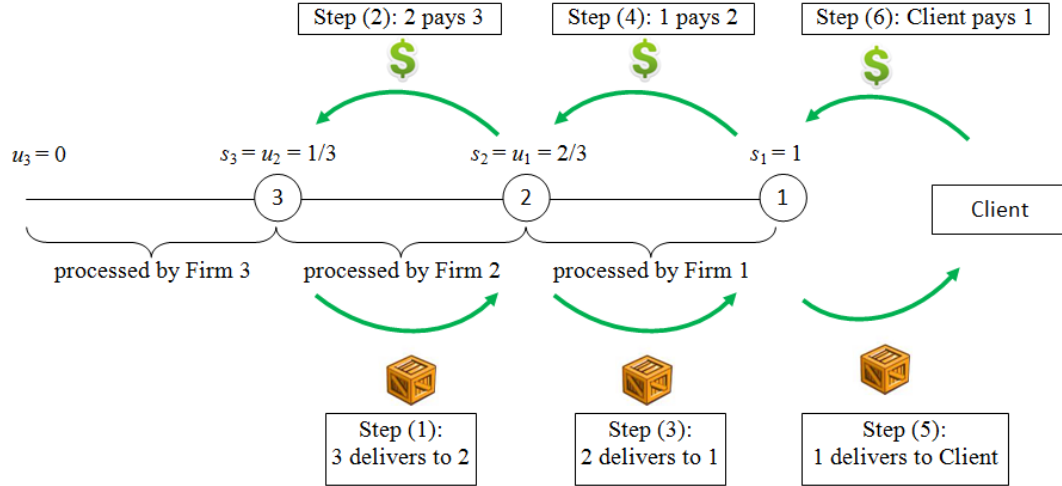 Step (2): 2 pays 3
Step (4): 1 pays 2
Step (6): Client pays 1
$
$
$
u₃ = 0
s₃ = u₂ = 1/3
s₂ = u₁ = 2/3
s₁ = 1
3
2
1
Client
processed by Firm 3
processed by Firm 2
processed by Firm 1
Step (1):
3 delivers to 2
Step (3):
2 delivers to 1
Step (5):
1 delivers to Client